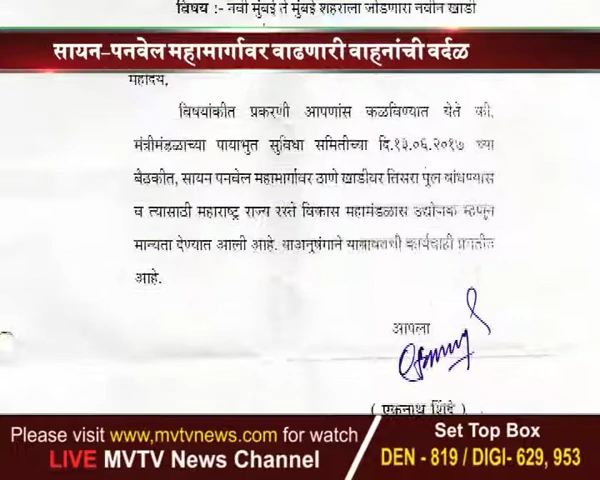 विषय :- नवी मुंबई ते मुंबई शहराला जोडणारा नवीन खाडी
सायन-पनवेल महामार्गावर वाढणारी वाहनांची वर्दळ
महादय,
विषयांकीत प्रकरणी आपणांस कळविण्यात येते की,
मंत्रीमंडळाच्या पायाभुत सुविधा समितीच्या दि.१३.०६.२०१७ च्या
बैठकीत, सायन पनवेल महामार्गावर ठाणे खाडीवर तिसरा पुल बांधण्यास
व त्यासाठी महाराष्ट्र राज्य रस्ते विकास महामंडळास उद्योजक म्हणून
मान्यता देण्यात आली आहे. याअनुषंगाने याबाबतची कार्यवाही प्रगतीत
आहे.
आपला
( एकनाथ शिंदे )
Please visit www.mvtvnews.com for watch
LIVE MVTV News Channel
Set Top Box
DEN - 819 / DIGI- 629, 953